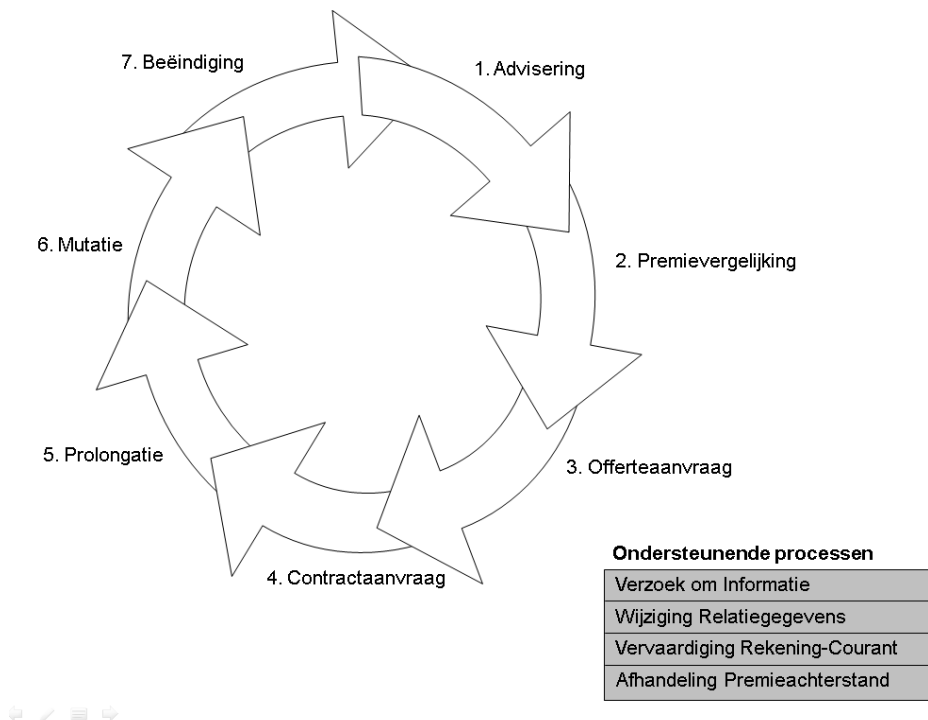 1. Advisering
2. Premievergelijking
3. Offerteaanvraag
4. Contractaanvraag
5. Prolongatie
6. Mutatie
7. Beëindiging
Ondersteunende processen
Verzoek om Informatie
Wijziging Relatiegegevens
Vervaardiging Rekening-Courant
Afhandeling Premieachterstand